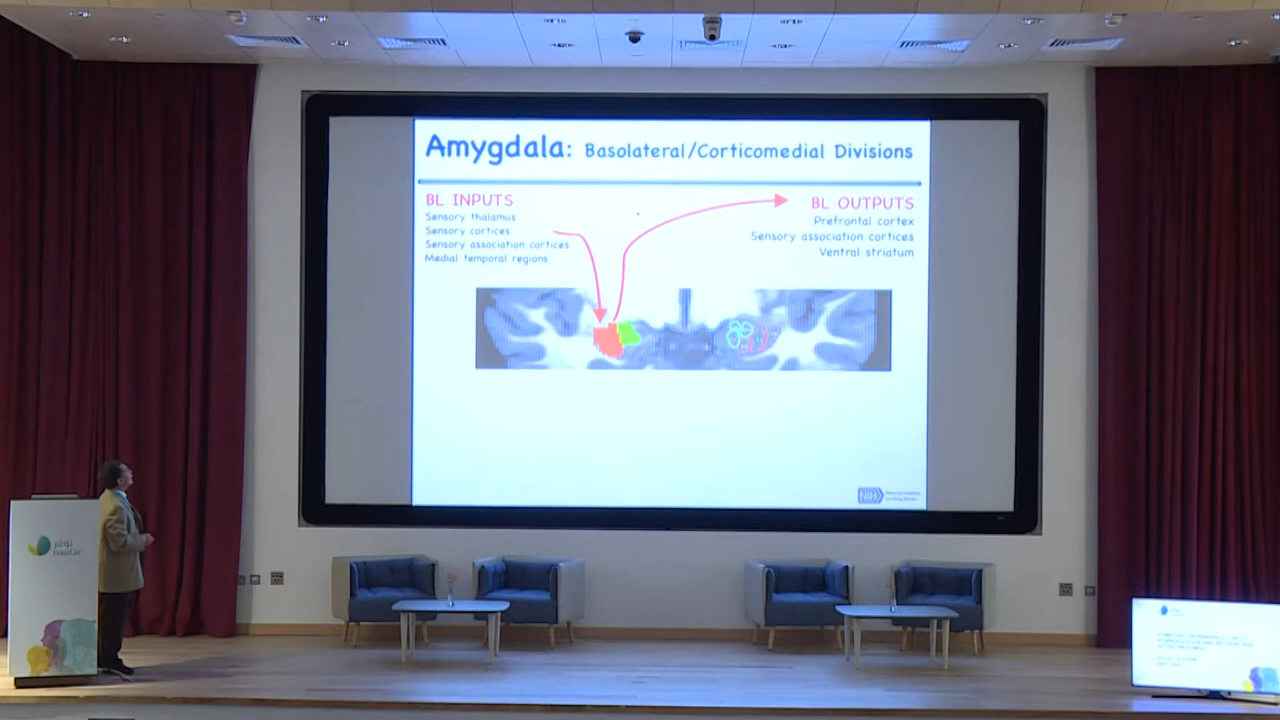 Amygdala: Basolateral/Corticomedial Divisions
BL INPUTS
Sensory thalamus
Sensory cortices
Sensory association cortices
Medial temporal regions
BL OUTPUTS
Prefrontal cortex
Sensory association cortices
Ventral striatum
NIH
نوفر
naufar